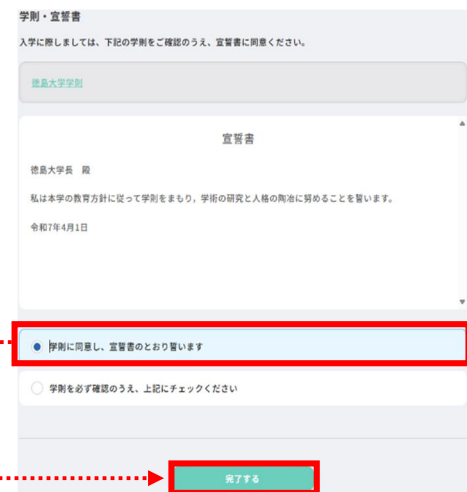 学則・宣誓書
入学に際しましては、下記の学則をご確認のうえ、宣誓書に同意ください。
徳島大学学則
宣誓書
徳島大学長 殿
私は本学の教育方針に従って学則をまもり，学術の研究と人格の陶冶に努めることを誓います。
令和7年4月1日
学則に同意し、宣誓書のとおり誓います
学則を必ず確認のうえ、上記にチェックください
完了する